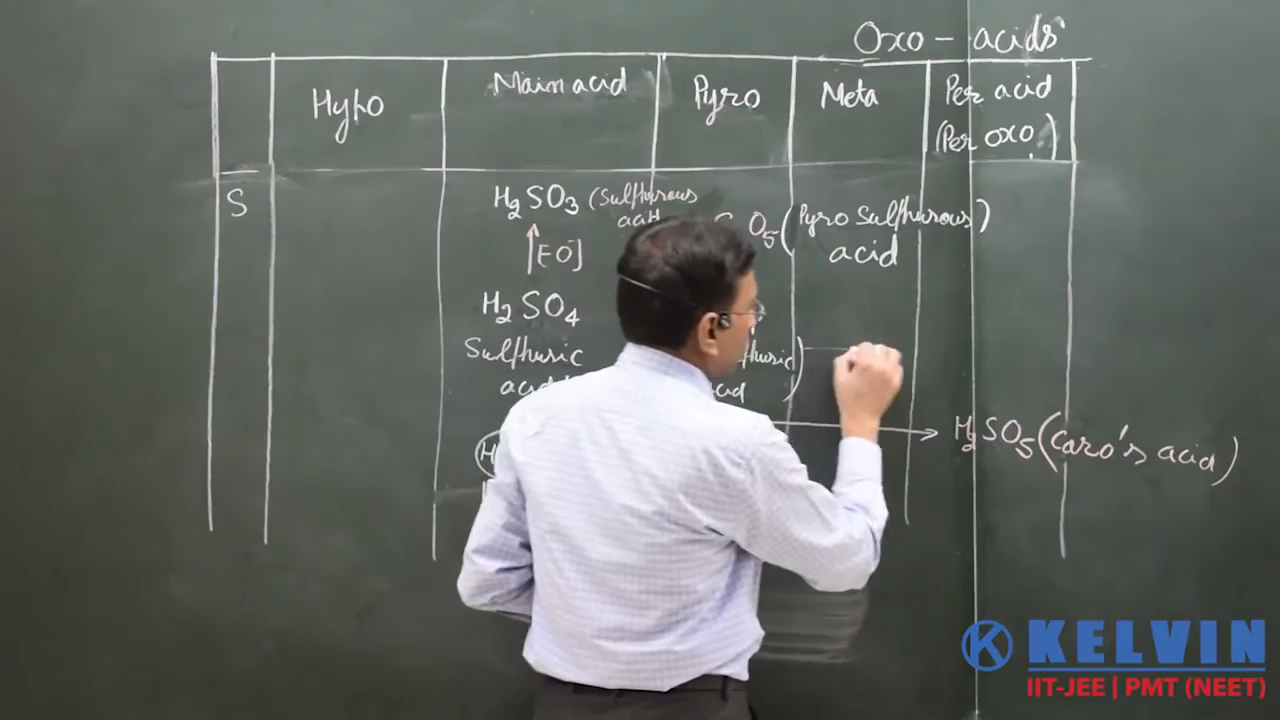 Oxo - acids
Hypo
Main acid
Pyro
Meta
Per acid
(Per oxo.)
S
H₂SO₃ (Sulphurous
O₅ (Pyro Sulphurous)
acid
[O]
H₂SO₄
Sulphuric
acid
H₂SO₅ (Caro's acid)
KELVIN
IIT-JEE | PMT (NEET)